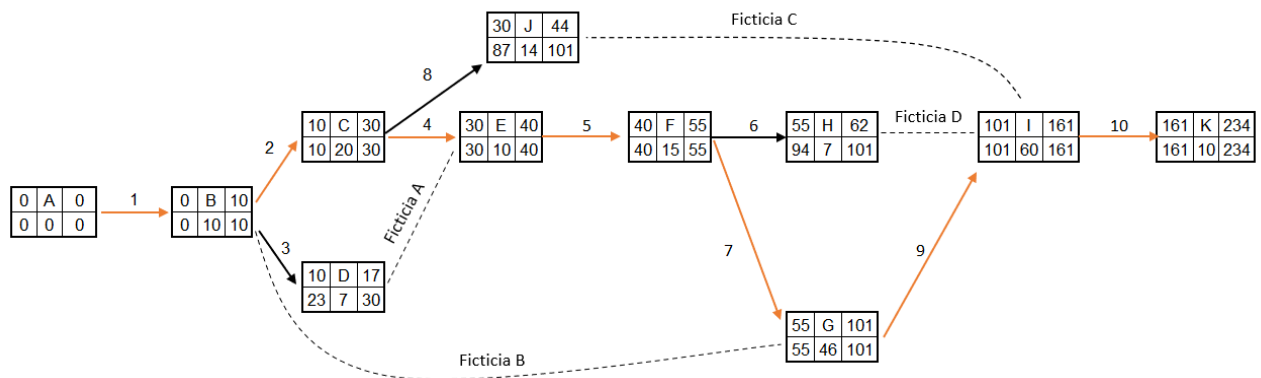 Ficticia C
30 J 44
87 14 101
8
10 C 30
10 20 30
4
30 E 40
30 10 40
5
40 F 55
40 15 55
6
55 H 62
94 7 101
Ficticia D
101 I 161
101 60 161
10
161 K 234
161 10 234
2
0 A 0
0 0 0
1
0 B 10
0 10 10
Ficticia A
3
10 D 17
23 7 30
7
9
55 G 101
55 46 101
Ficticia B